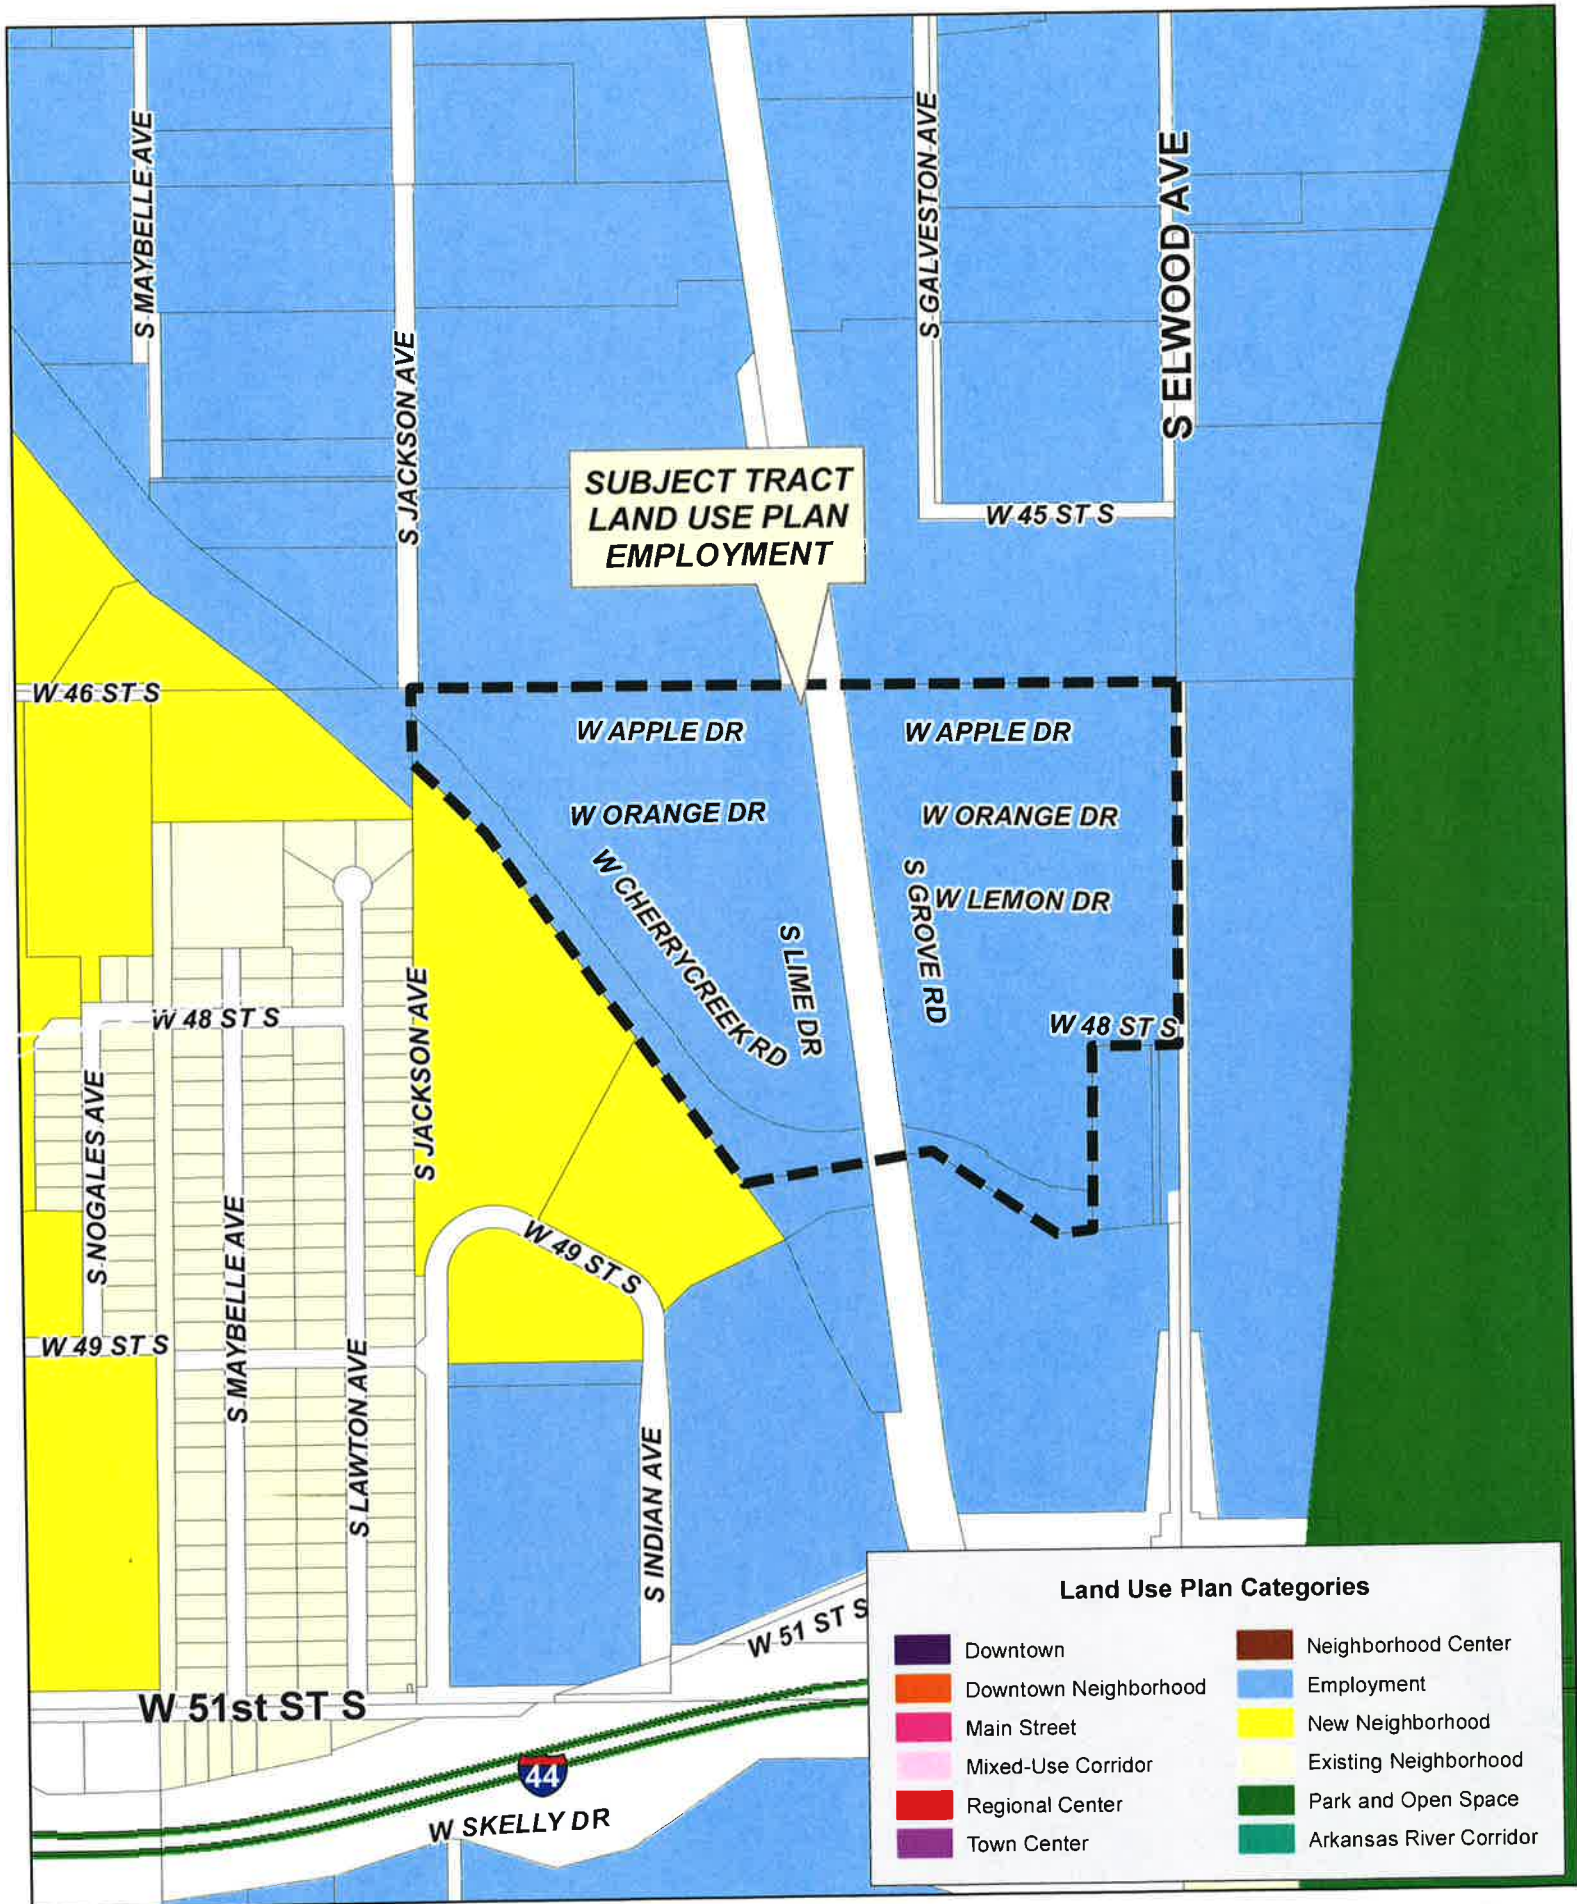 S MAYBELLE AVE
S JACKSON AVE
S GALVESTON AVE
S ELWOOD AVE
SUBJECT TRACT
LAND USE PLAN
EMPLOYMENT
W 45 ST S
W 46 ST S
W APPLE DR
W APPLE DR
W ORANGE DR
W ORANGE DR
W CHERRYCREEK RD
S LIME DR
S GROVE RD
W LEMON DR
W 48 ST S
W 48 ST S
S JACKSON AVE
S NOGALES AVE
S MAYBELLE AVE
W 49 ST S
W 49 ST S
S LAWTON AVE
S INDIAN AVE
W 51 ST S
W 51st ST S
44
W SKELLY DR
Land Use Plan Categories
Downtown
Downtown Neighborhood
Main Street
Mixed-Use Corridor
Regional Center
Town Center
Neighborhood Center
Employment
New Neighborhood
Existing Neighborhood
Park and Open Space
Arkansas River Corridor